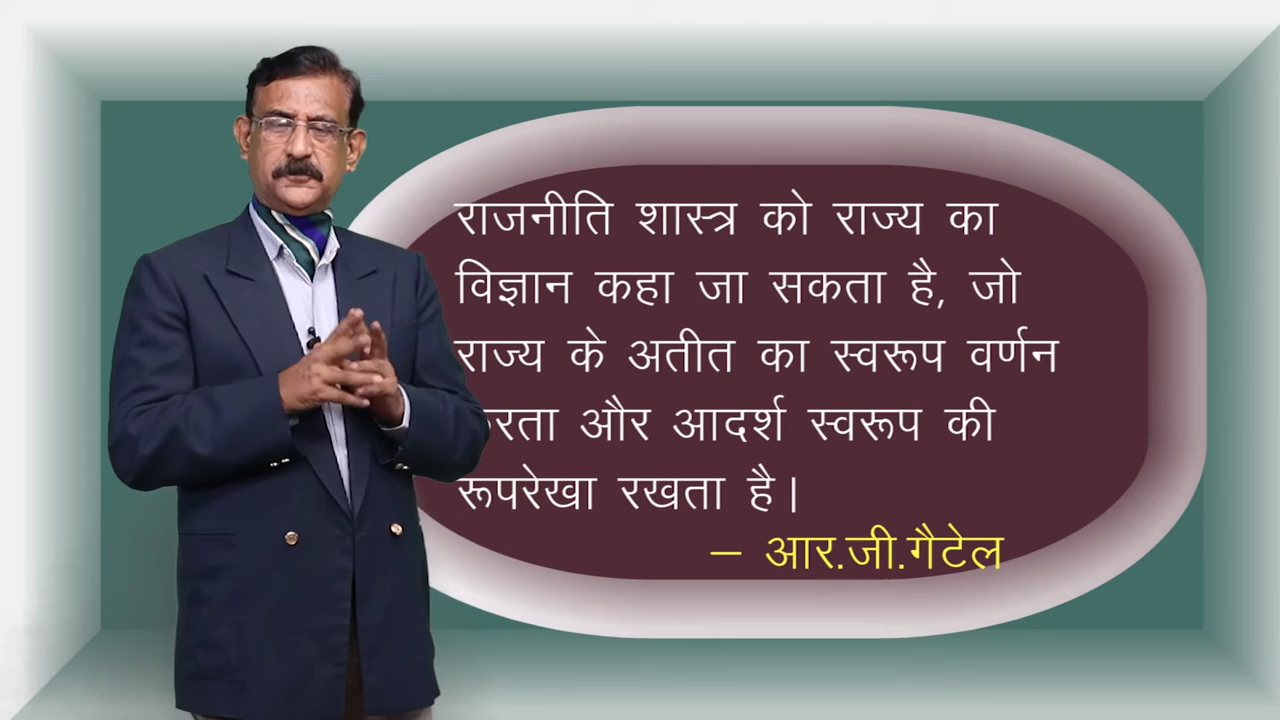 राजनीति शास्त्र को राज्य का
विज्ञान कहा जा सकता है, जो
राज्य के अतीत का स्वरूप वर्णन
और आदर्श स्वरूप की
रूपरेखा रखता है।
– आर.जी.गैटेल